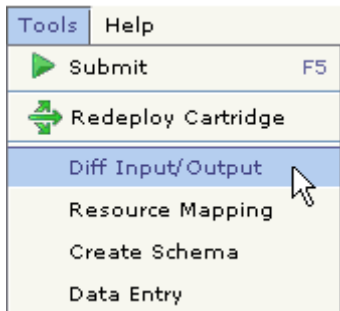 Tools Help
Submit F5
Redeploy Cartridge
Diff Input/Output
Resource Mapping
Create Schema
Data Entry